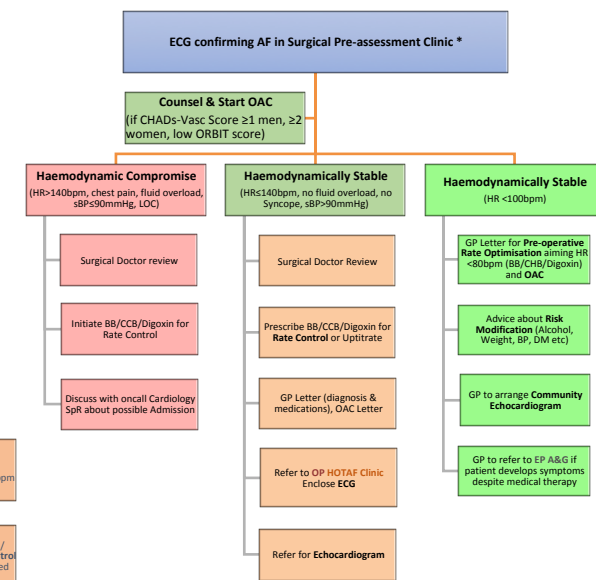 ECG confirming AF in Surgical Pre-assessment Clinic *
Counsel & Start OAC
(if CHADs-Vasc Score ≥1 men, ≥2
women, low ORBIT score)
Haemodynamic Compromise
(HR>140bpm, chest pain, fluid overload,
sBP≤90mmHg, LOC)
Surgical Doctor review
Initiate BB/CCB/Digoxin for
Rate Control
Discuss with oncall Cardiology
SpR about possible Admission
Haemodynamically Stable
(HR≤140bpm, no fluid overload, no
Syncope, sBP>90mmHg)
Surgical Doctor Review
Prescribe BB/CCB/Digoxin for
Rate Control or Uptitrate
GP Letter (diagnosis &
medications), OAC Letter
Refer to OP HOTAF Clinic
Enclose ECG
Refer for Echocardiogram
Haemodynamically Stable
(HR <100bpm)
GP Letter for Pre-operative
Rate Optimisation aiming HR
<80bpm (BB/CHB/Digoxin)
and OAC
Advice about Risk
Modification (Alcohol,
Weight, BP, DM etc)
GP to arrange Community
Echocardiogram
GP to refer to EP A&G if
patient develops symptoms
despite medical therapy
pm
/
trol
ed